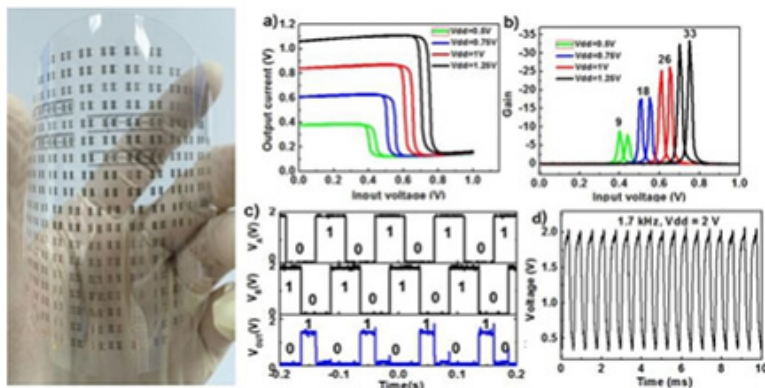 a)
Output current (V)
1.2
1.0
0.8
0.6
0.4
0.2
0.0
Vdd=0.5V
Vdd=0.75V
Vdd=1V
Vdd=1.25V
0.0 0.2 0.4 0.6 0.8 1.0
Input voltage (V)
b)
Gain
-35
-30
-25
-20
-15
-10
-5
0
Vdd=0.5V
Vdd=0.75V
Vdd=1V
Vdd=1.25V
33
26
18
9
0.0 0.2 0.4 0.6 0.8 1.0
Input voltage (V)
c)
2
0
2
0
2
0
1 1 1 1
0 0 0 0
1 1 1 1
0 0 0 0
1 1 1 1
0 0 0 0
-0.2 -0.1 0.0 0.1 0.2
Time(s)
d)
1.7 kHz, Vdd = 2 V
Voltage (V)
2.0
1.5
1.0
0.5
0 2 4 6 8 10
Time (ms)